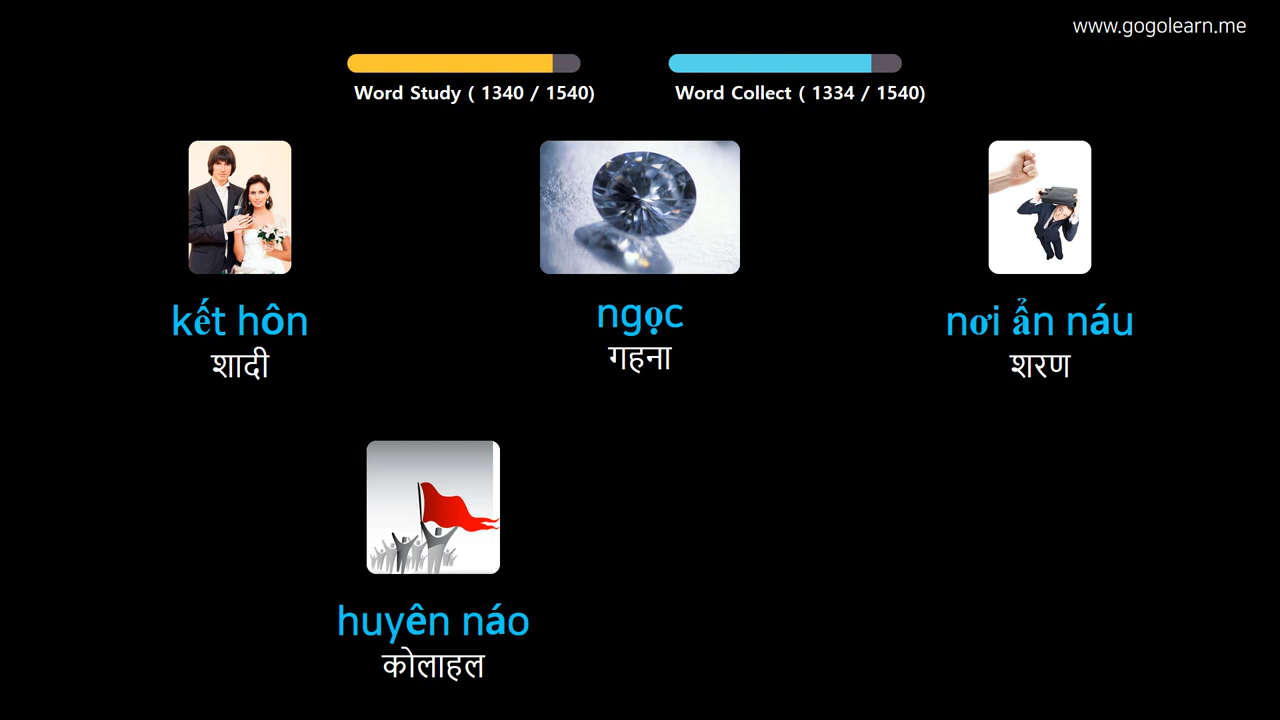 www.gogolearn.me
Word Study ( 1340 / 1540)
Word Collect ( 1334 / 1540)
kết hôn
शादी
ngọc
गहना
nơi ẩn náu
शरण
huyên náo
कोलाहल